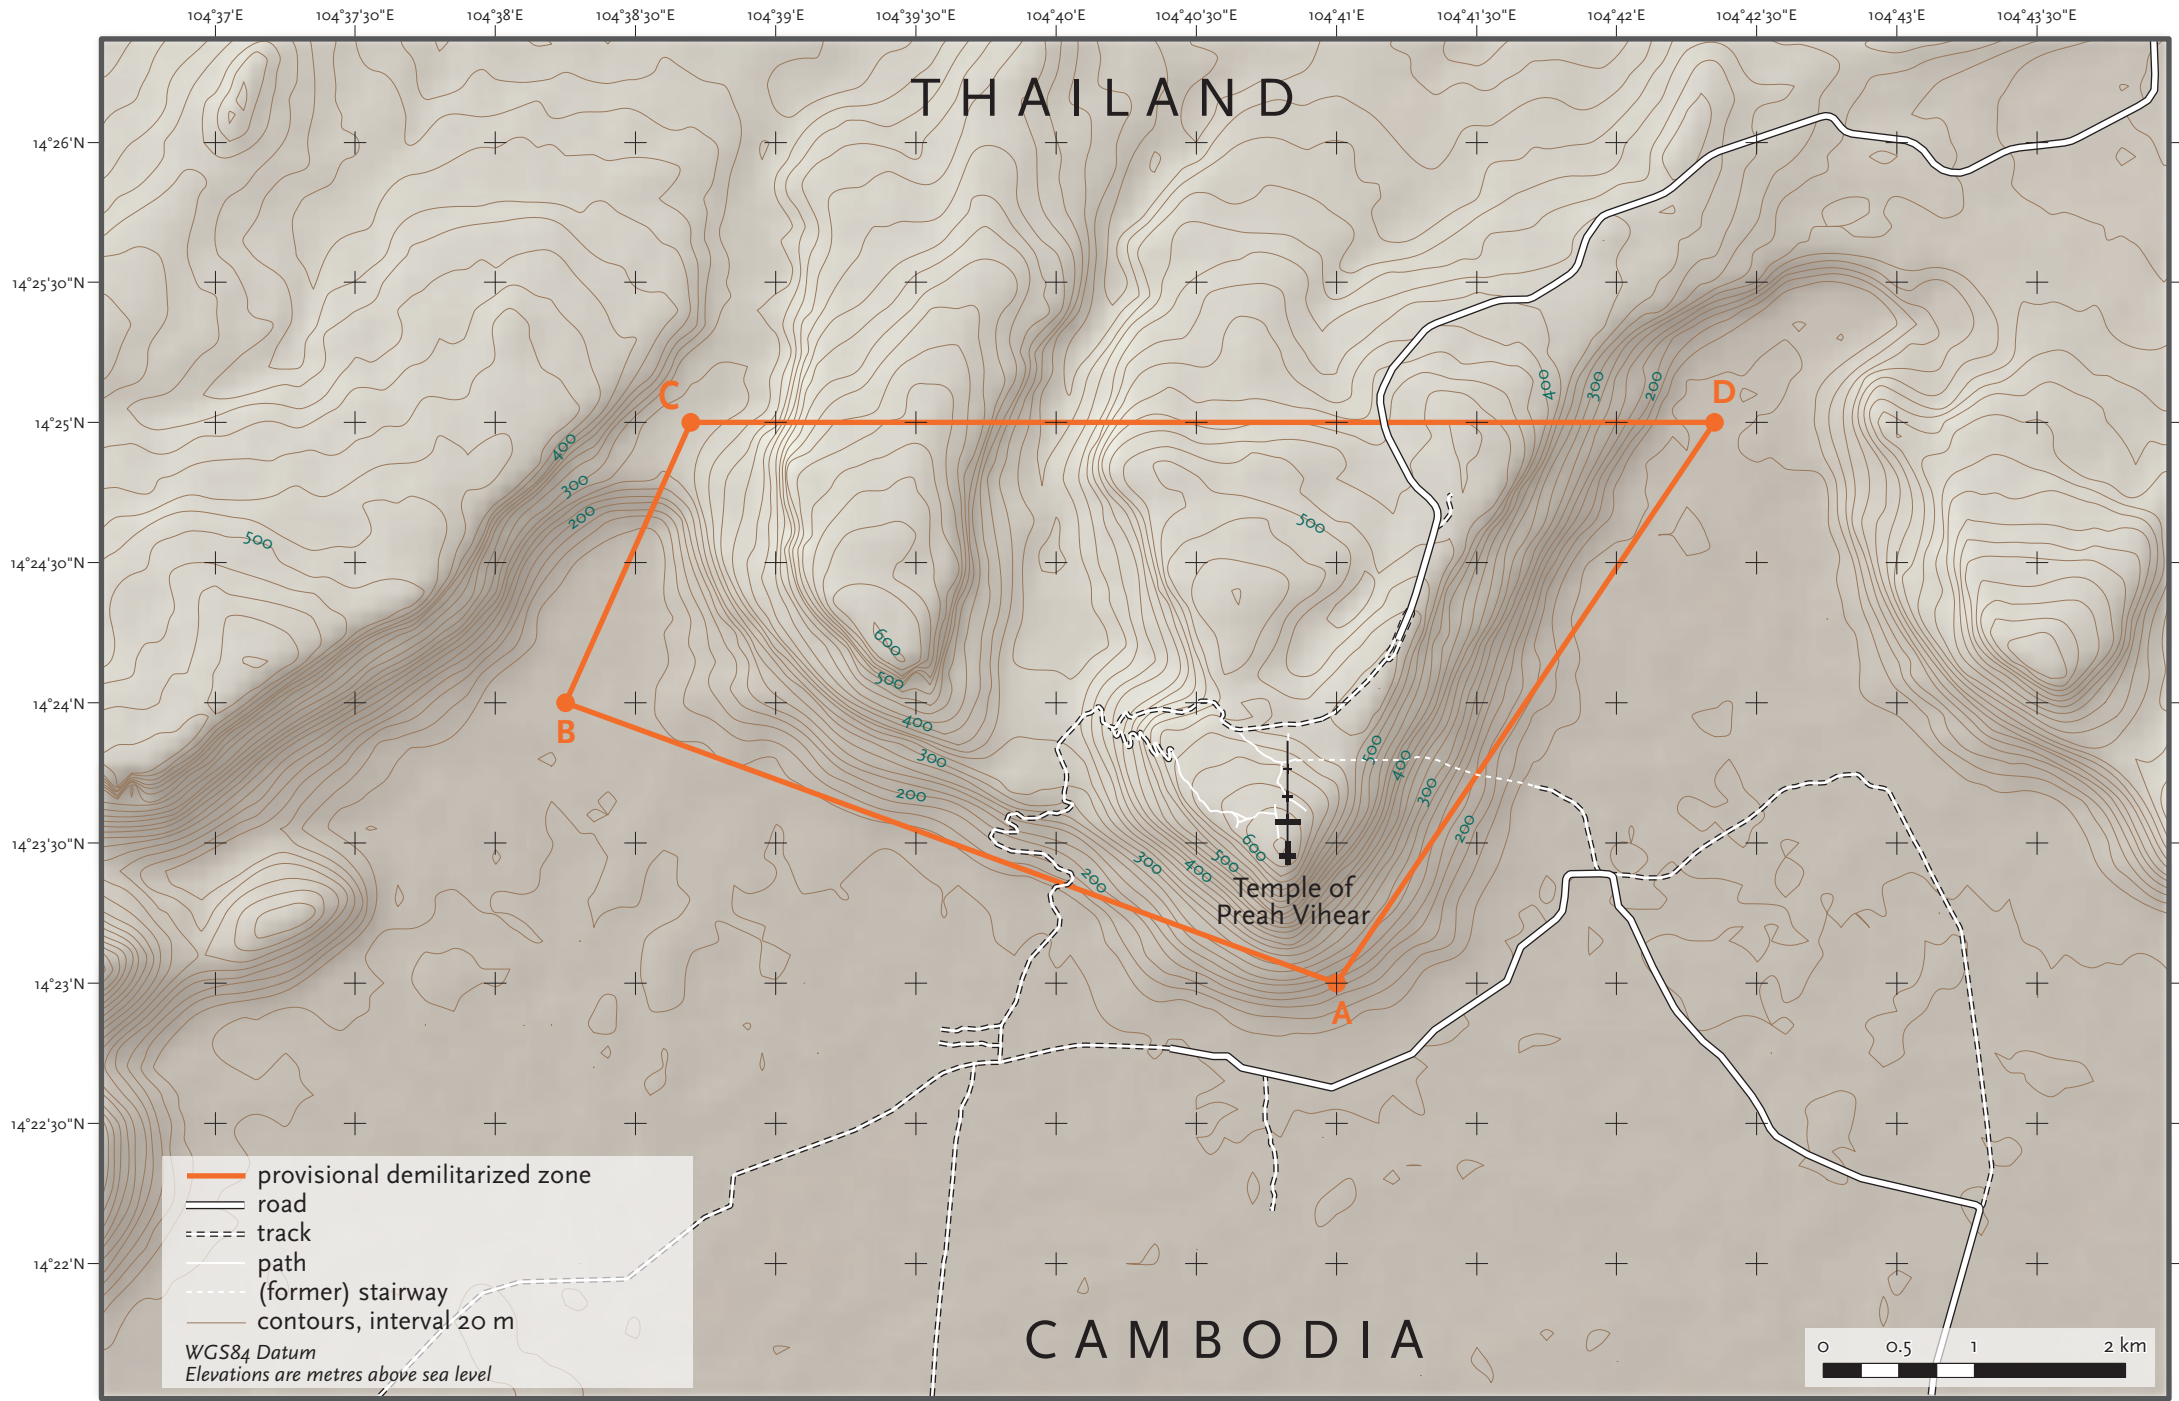 104°37'E
104°37'30"E
104°38'E
104°38'30"E
104°39'E
104°39'30"E
104°40'E
104°40'30"E
104°41'E
104°41'30"E
104°42'E
104°42'30"E
104°43'E
104°43'30"E
THAILAND
14°26'N
14°25'30"N
14°25'N
14°24'30"N
14°24'N
14°23'30"N
14°23'N
14°22'30"N
14°22'N
C
D
B
A
400
300
200
400
300
200
500
500
600
500
400
300
200
500
400
300
200
600
500
400
300
200
Temple of
Preah Vihear
provisional demilitarized zone
road
track
path
(former) stairway
contours, interval 20 m
WGS84 Datum
Elevations are metres above sea level
CAMBODIA
0 0.5 1 2 km